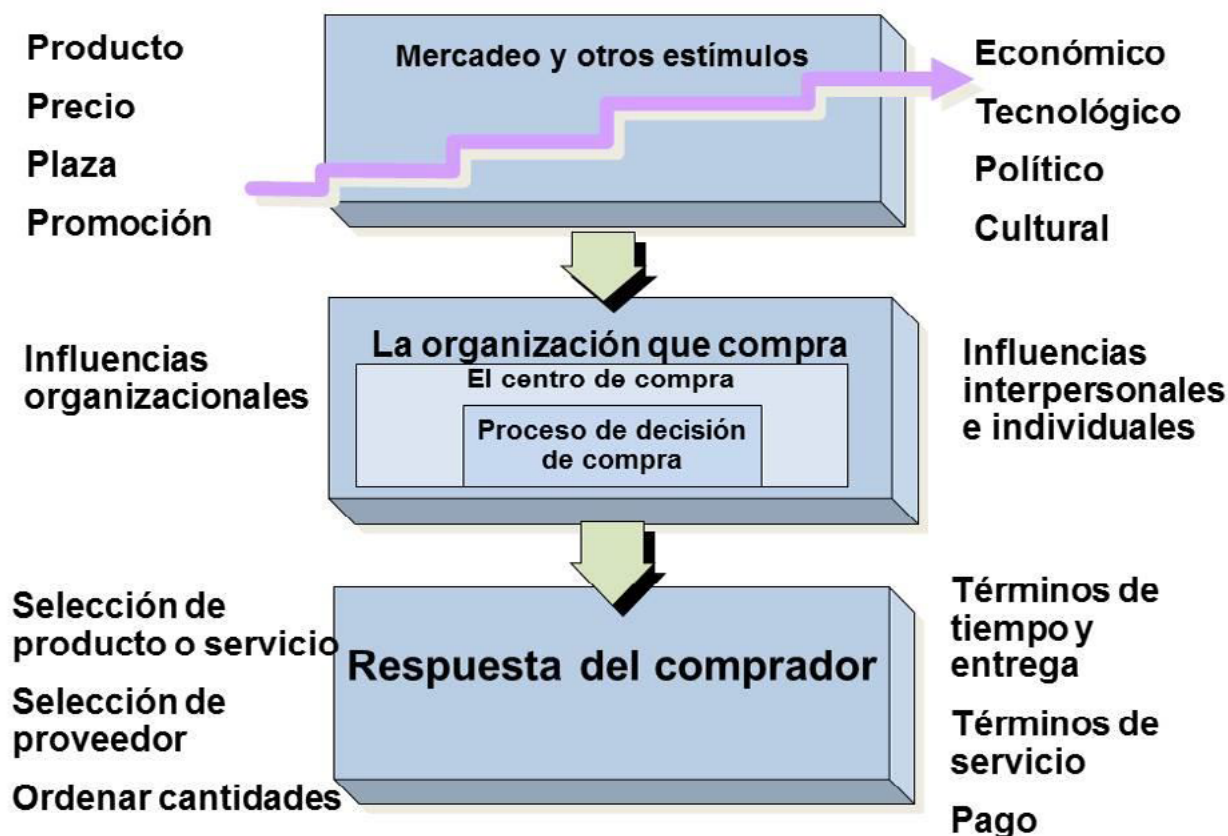 Producto
Precio
Plaza
Promoción
Mercadeo y otros estímulos
Económico
Tecnológico
Político
Cultural
Influencias
organizacionales
La organización que compra
El centro de compra
Proceso de decisión
de compra
Influencias
interpersonales
e individuales
Selección de
producto o servicio
Selección de
proveedor
Ordenar cantidades
Respuesta del comprador
Términos de
tiempo y
entrega
Términos de
servicio
Pago